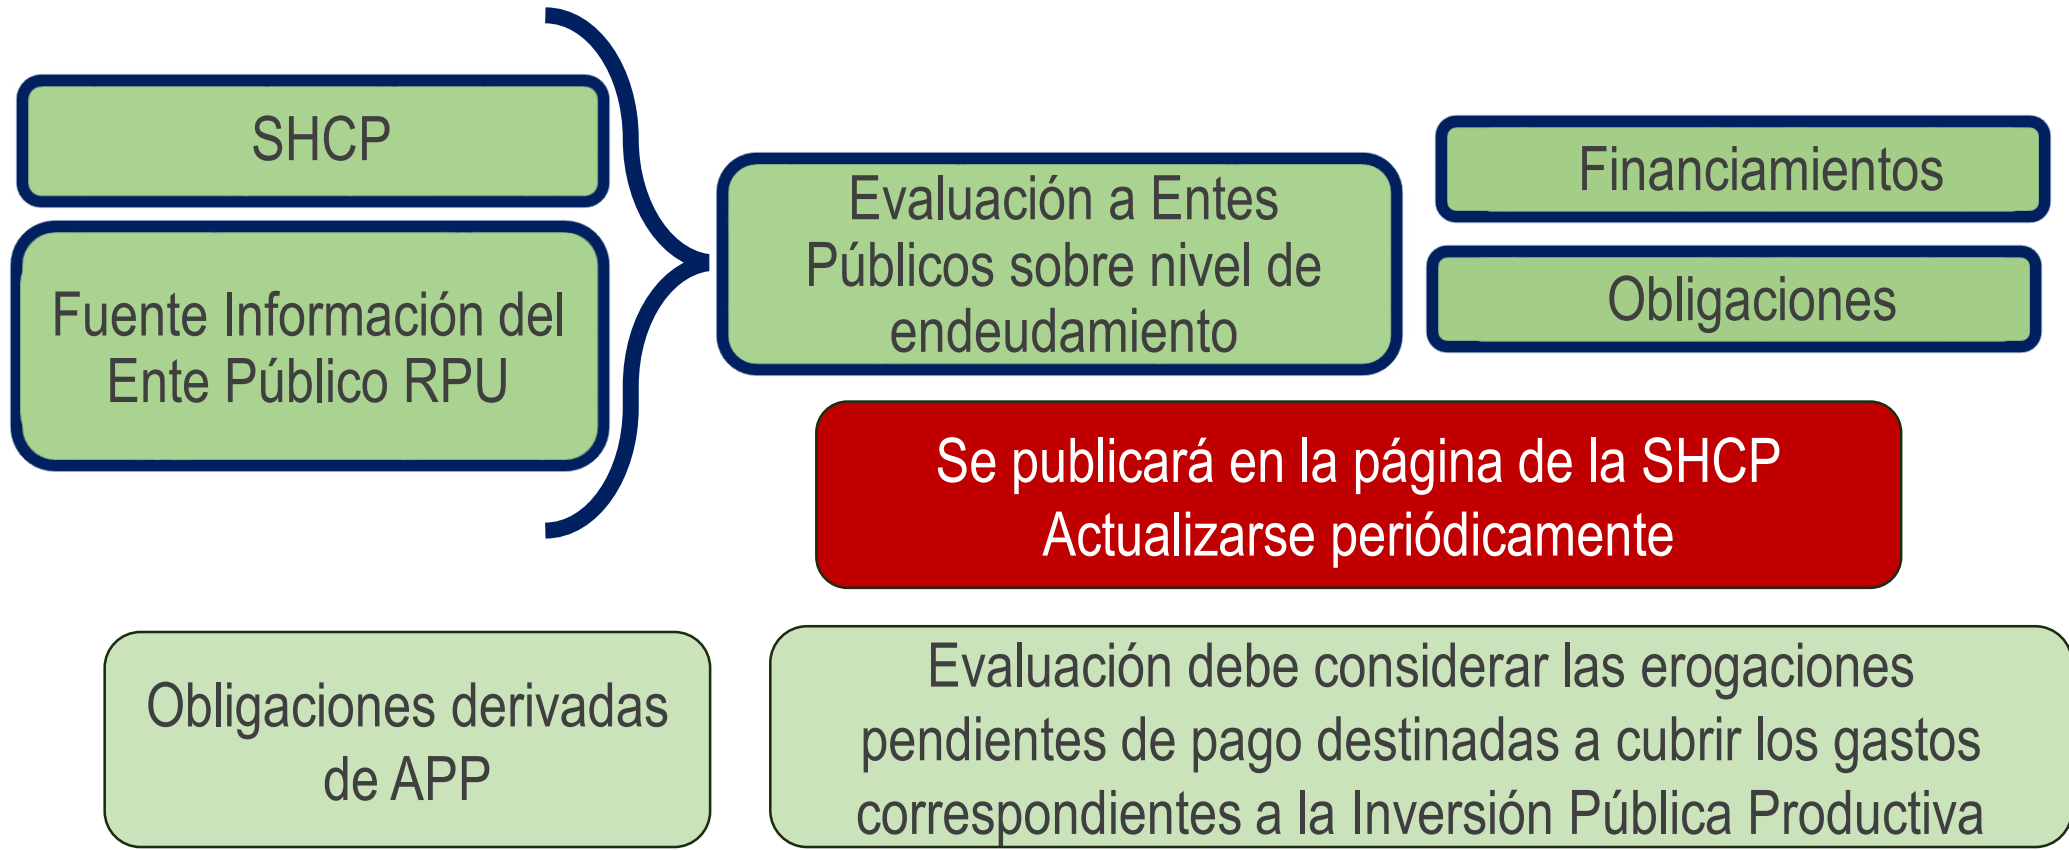 SHCP
Fuente Información del
Ente Público RPU
Evaluación a Entes
Públicos sobre nivel de
endeudamiento
Financiamientos
Obligaciones
Se publicará en la página de la SHCP
Actualizarse periódicamente
Obligaciones derivadas
de APP
Evaluación debe considerar las erogaciones
pendientes de pago destinadas a cubrir los gastos
correspondientes a la Inversión Pública Productiva